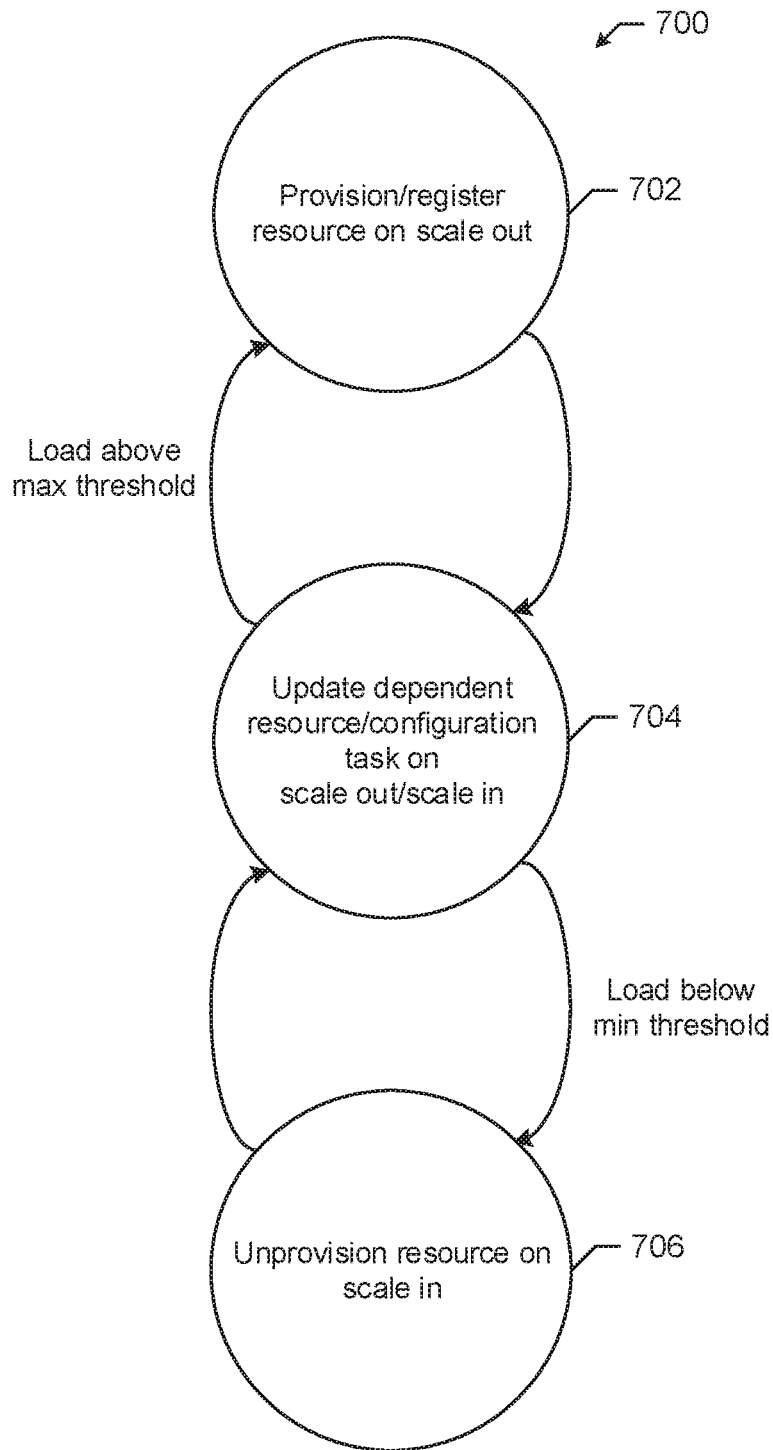 700
Provision/register
resource on scale out
702
Load above
max threshold
Update dependent
resource/configuration
task on
scale out/scale in
704
Load below
min threshold
Unprovision resource on
scale in
706